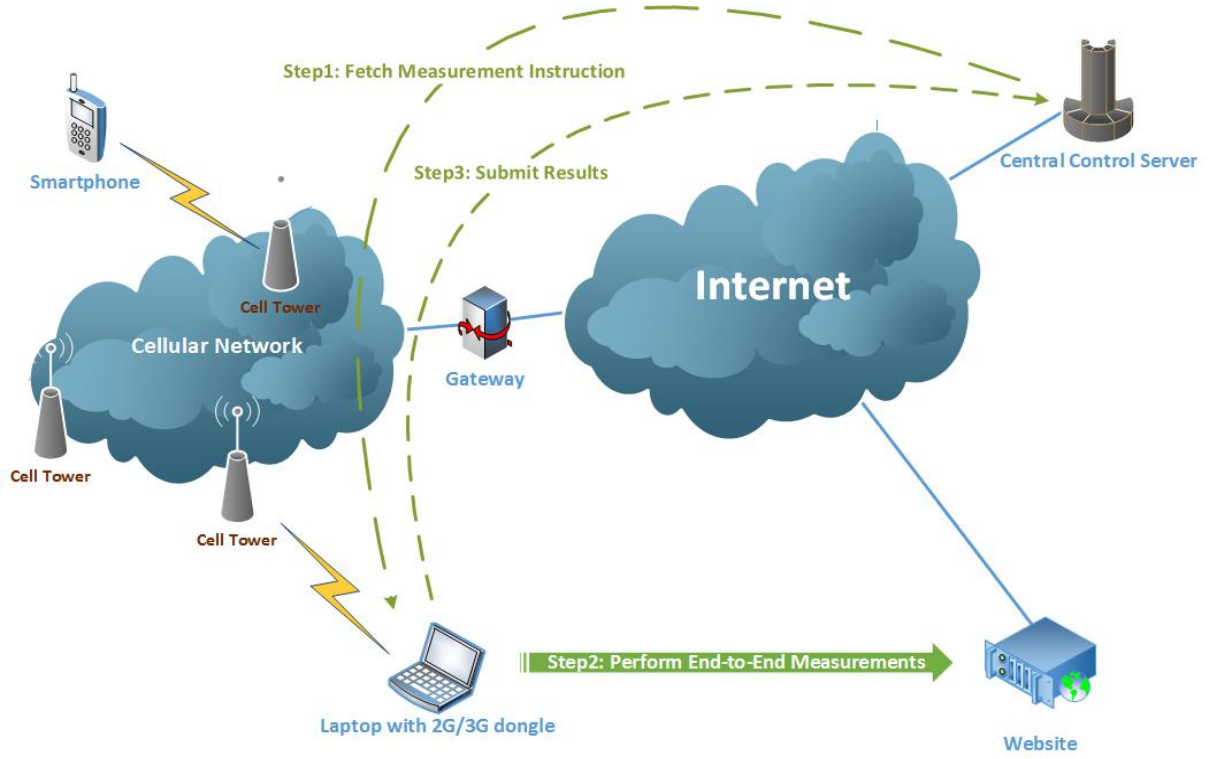 Step1: Fetch Measurement Instruction
Central Control Server
Step3: Submit Results
Smartphone
Internet
Cell Tower
Cellular Network
Gateway
Cell Tower
Cell Tower
Step2: Perform End-to-End Measurements
Laptop with 2G/3G dongle
Website